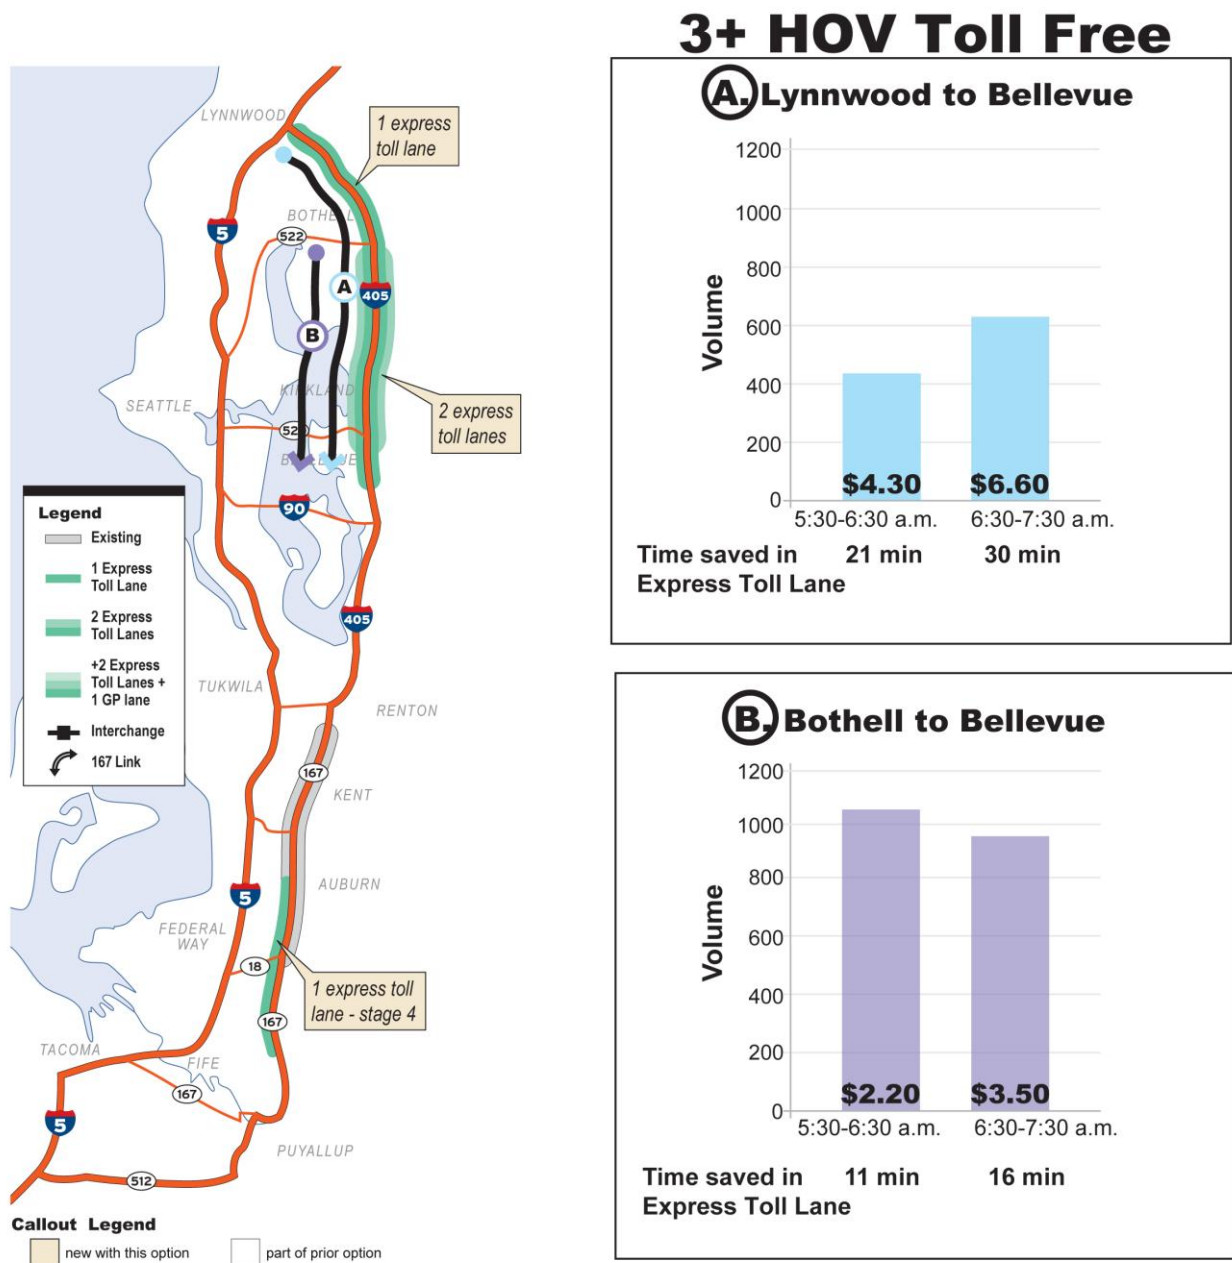 3+ HOV Toll Free
LYNNWOOD
1 express
toll lane
BOTHELL
5
522
405
A
B
KIRKLAND
SEATTLE
2 express
toll lanes
52
BELLEVUE
90
405
Legend
Existing
1 Express
Toll Lane
2 Express
Toll Lanes
+2 Express
Toll Lanes +
1 GP lane
Interchange
167 Link
TUKWILA
RENTON
167
KENT
5
AUBURN
FEDERAL
WAY
18
1 express toll
lane - stage 4
167
TACOMA
FIFE
167
5
PUYALLUP
512
Callout Legend
new with this option
part of prior option
A. Lynnwood to Bellevue
1200
1000
800
600
400
200
0
Volume
$4.30 $6.60
5:30-6:30 a.m. 6:30-7:30 a.m.
Time saved in 21 min 30 min
Express Toll Lane
B. Bothell to Bellevue
1200
1000
800
600
400
200
0
Volume
$2.20 $3.50
5:30-6:30 a.m. 6:30-7:30 a.m.
Time saved in 11 min 16 min
Express Toll Lane